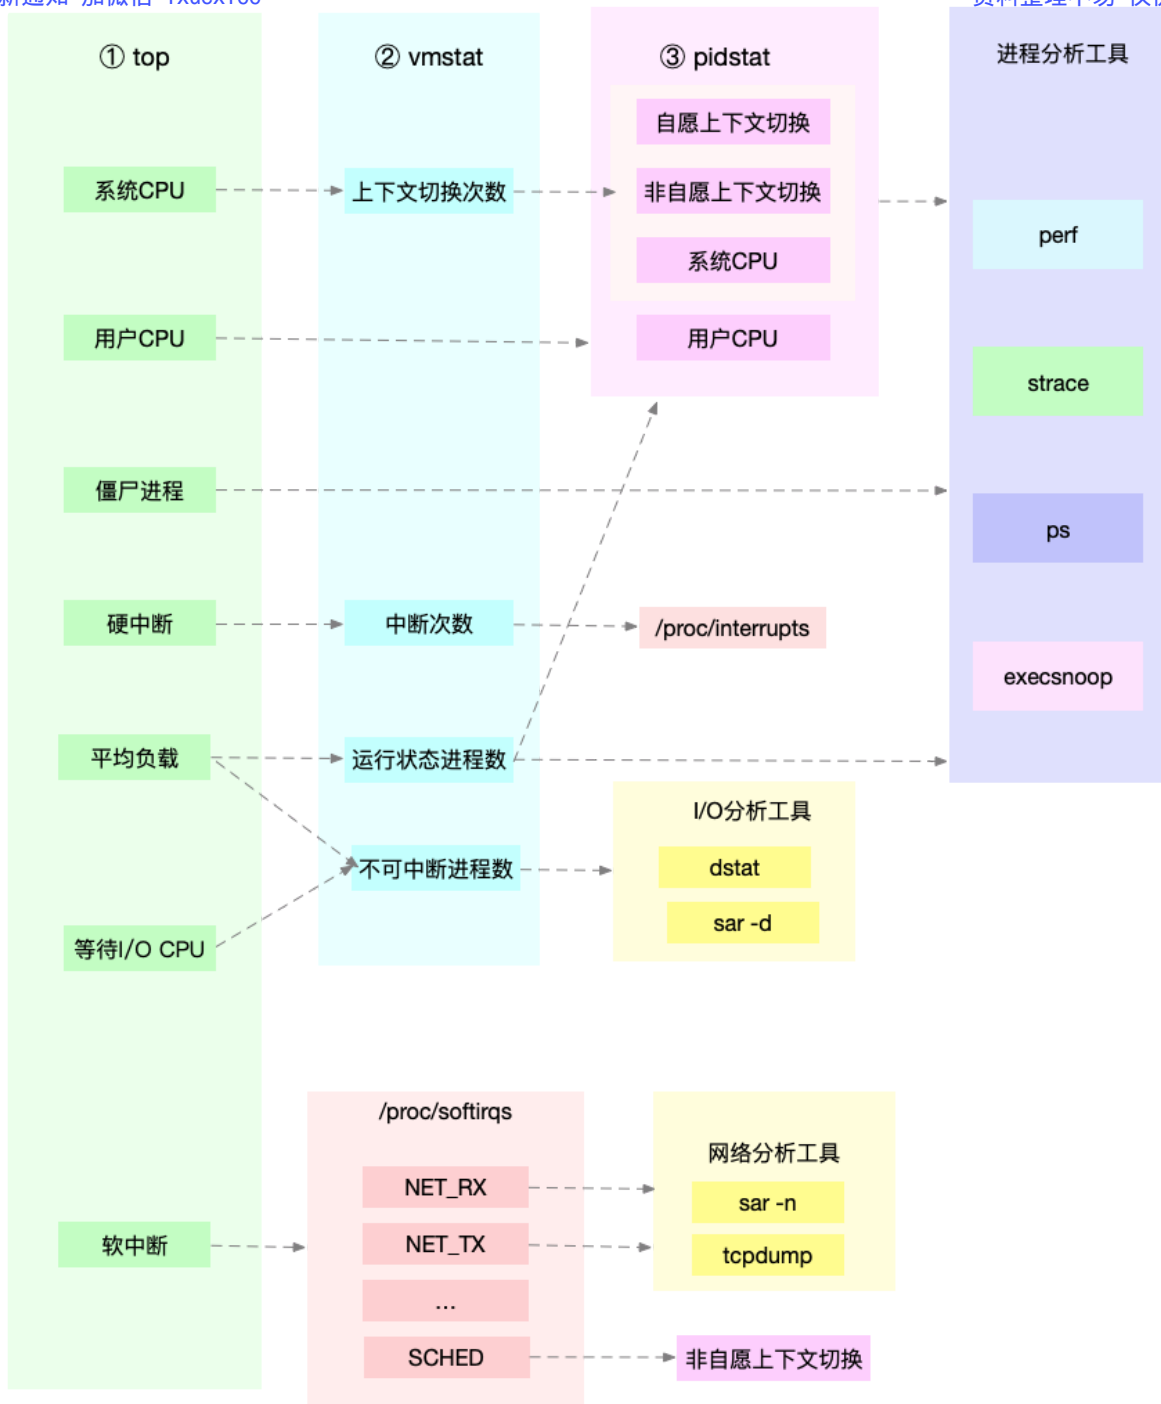 ① top
② vmstat
③ pidstat
进程分析工具
自愿上下文切换
系统CPU
上下文切换次数
非自愿上下文切换
perf
系统CPU
用户CPU
用户CPU
strace
僵尸进程
ps
硬中断
中断次数
/proc/interrupts
execsnoop
平均负载
运行状态进程数
I/O分析工具
不可中断进程数
dstat
sar -d
等待I/O CPU
/proc/softirqs
网络分析工具
NET_RX
sar -n
软中断
NET_TX
tcpdump
...
SCHED
非自愿上下文切换